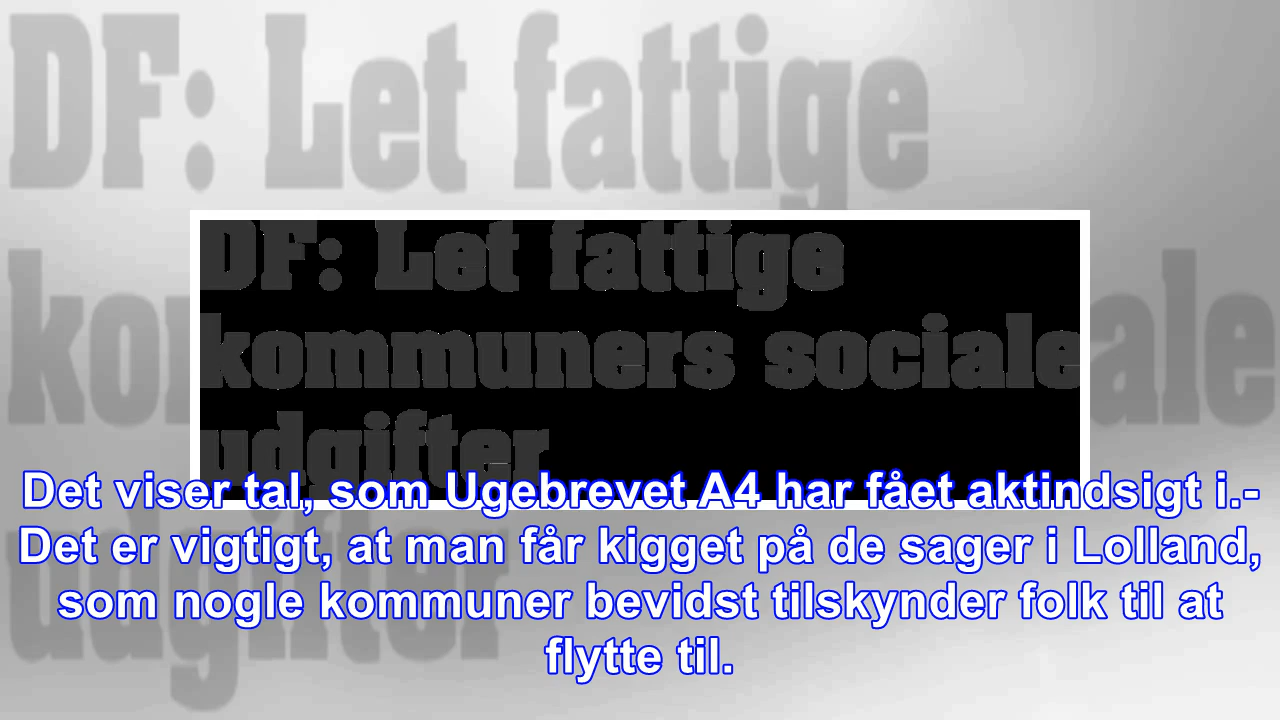 DF: Let fattige
kommuners sociale
udgifter
Det viser tal, som Ugebrevet A4 har fået aktindsigt i.-
Det er vigtigt, at man får kigget på de sager i Lolland,
som nogle kommuner bevidst tilskynder folk til at
flytte til.